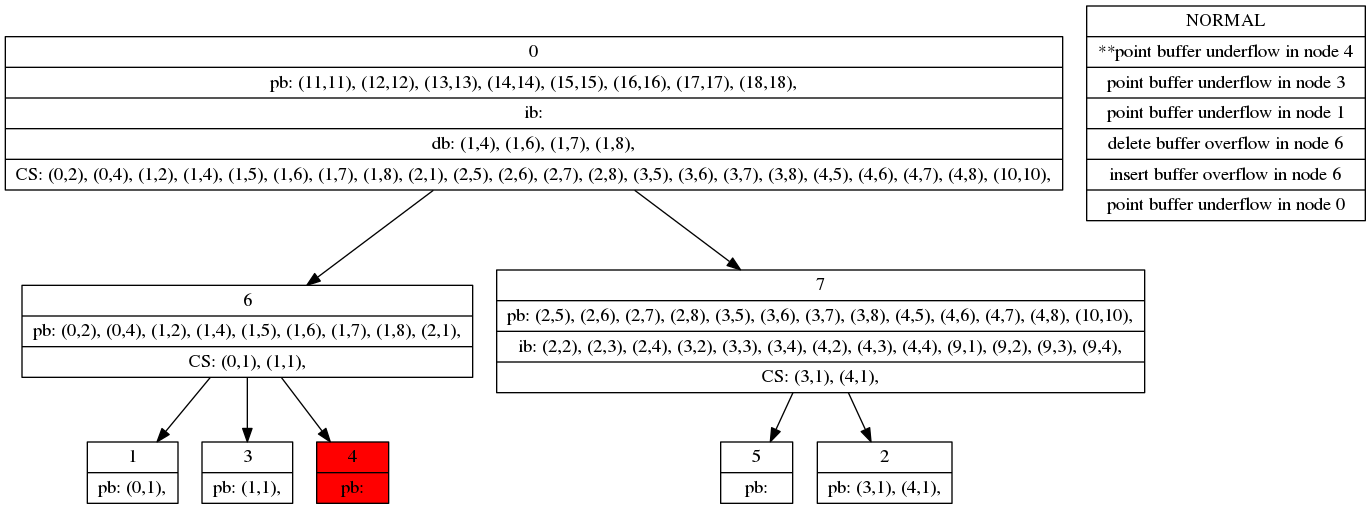 NORMAL
**point buffer underflow in node 4
point buffer underflow in node 3
point buffer underflow in node 1
delete buffer overflow in node 6
insert buffer overflow in node 6
point buffer underflow in node 0
0
pb: (11,11), (12,12), (13,13), (14,14), (15,15), (16,16), (17,17), (18,18),
ib:
db: (1,4), (1,6), (1,7), (1,8),
CS: (0,2), (0,4), (1,2), (1,4), (1,5), (1,6), (1,7), (1,8), (2,1), (2,5), (2,6), (2,7), (2,8), (3,5), (3,6), (3,7), (3,8), (4,5), (4,6), (4,7), (4,8), (10,10),
6
pb: (0,2), (0,4), (1,2), (1,4), (1,5), (1,6), (1,7), (1,8), (2,1),
CS: (0,1), (1,1),
7
pb: (2,5), (2,6), (2,7), (2,8), (3,5), (3,6), (3,7), (3,8), (4,5), (4,6), (4,7), (4,8), (10,10),
ib: (2,2), (2,3), (2,4), (3,2), (3,3), (3,4), (4,2), (4,3), (4,4), (9,1), (9,2), (9,3), (9,4),
CS: (3,1), (4,1),
1
pb: (0,1),
3
pb: (1,1),
4
pb:
5
pb:
2
pb: (3,1), (4,1),